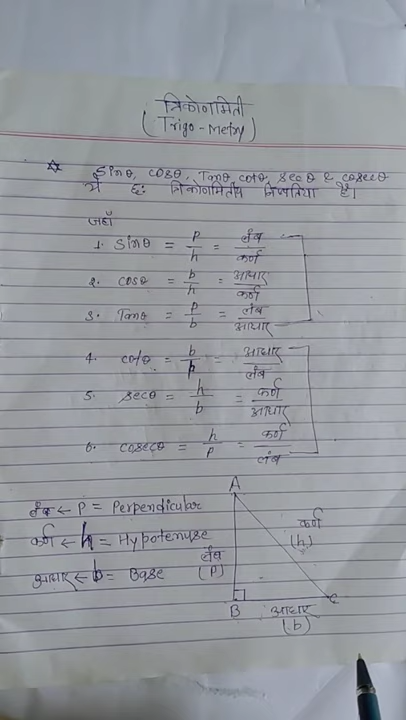 त्रिकोणमिती
(Trigo-Metry)
☆ Sinθ, cosθ, Tanθ, cotθ, secθ & cosecθ
ये छः त्रिकोणमितीय निष्पतिया है।
जहाँ
1. Sinθ = p/h = लंब/कर्ण
2. cosθ = b/h = आधार/कर्ण
3. Tanθ = p/b = लंब/आधार
4. cotθ = b/p = आधार/लंब
5. secθ = h/b = कर्ण/आधार
6. cosecθ = h/p = कर्ण/लंब
लंब ← P = Perpendicular
कर्ण ← h = Hypotenuse
आधार ← b = Base
A
कर्ण
(h)
लंब
(P)
B
C
आधार
(b)